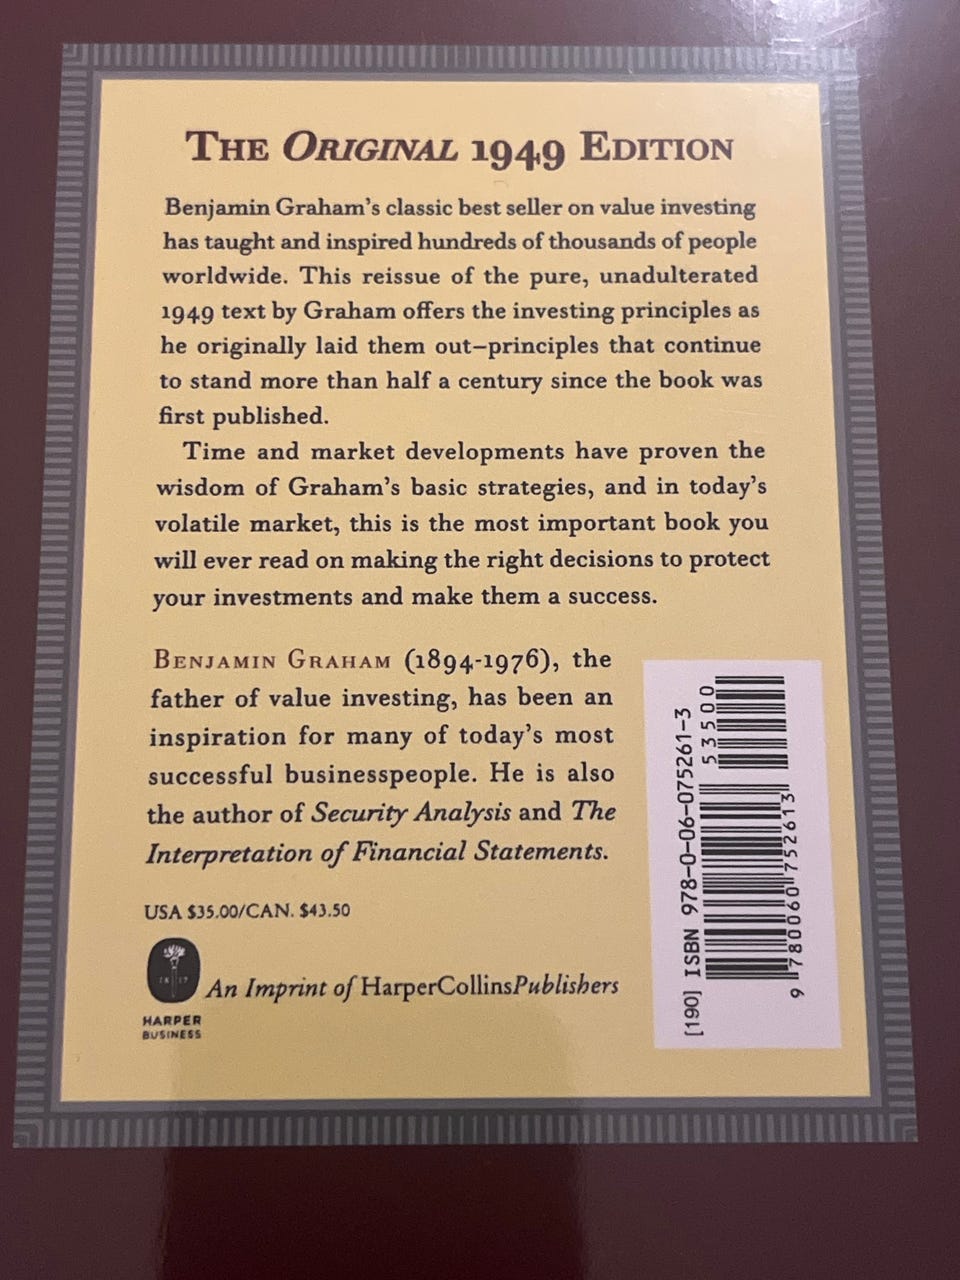 THE ORIGINAL 1949 EDITION
Benjamin Graham's classic best seller on value investing
has taught and inspired hundreds of thousands of people
worldwide. This reissue of the pure, unadulterated
1949 text by Graham offers the investing principles as
he originally laid them out–principles that continue
to stand more than half a century since the book was
first published.
Time and market developments have proven the
wisdom of Graham's basic strategies, and in today's
volatile market, this is the most important book you
will ever read on making the right decisions to protect
your investments and make them a success.
BENJAMIN GRAHAM (1894-1976), the
father of value investing, has been an
inspiration for many of today's most
successful businesspeople. He is also
the author of Security Analysis and The
Interpretation of Financial Statements.
USA $35.00/CAN. $43.50
1817
An Imprint of HarperCollinsPublishers
HARPER
BUSINESS
[190] ISBN 978-0-06-075261-3
53500
9 780060 752613